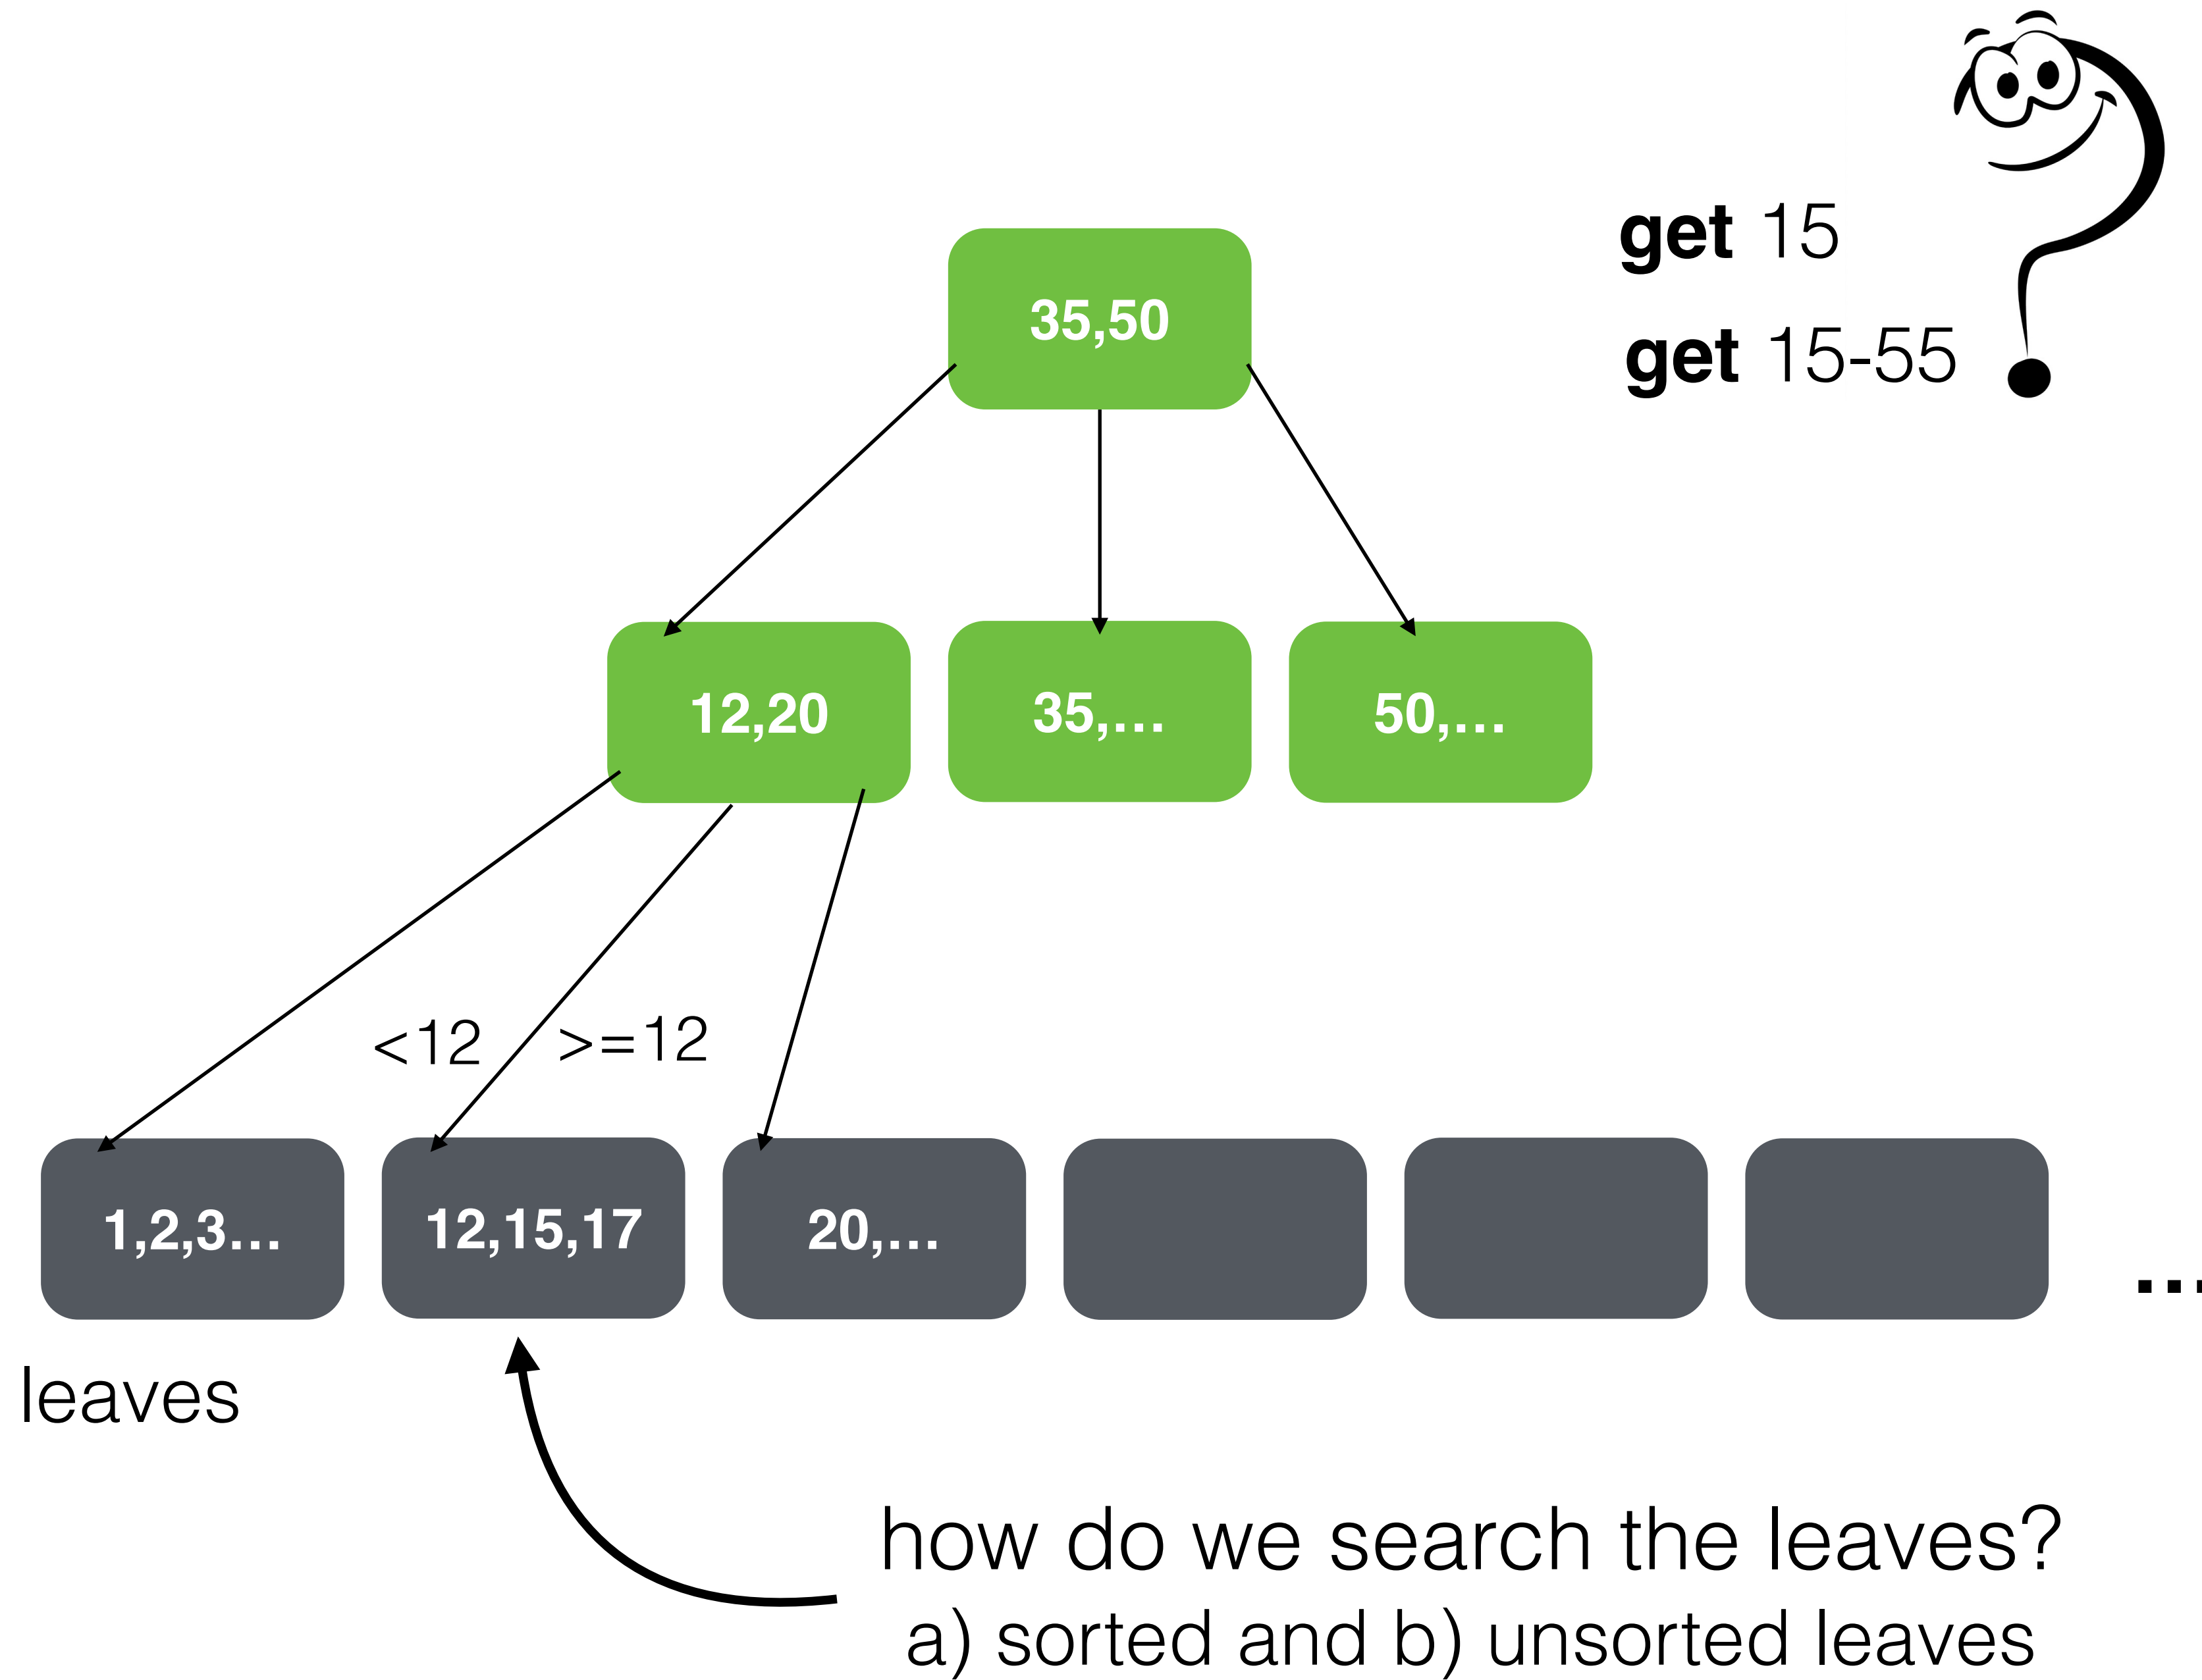 get 15
get 15-55
35,50
12,20
35,...
50,...
<12
>=12
1,2,3...
12,15,17
20,...
...
leaves
how do we search the leaves?
a) sorted and b) unsorted leaves